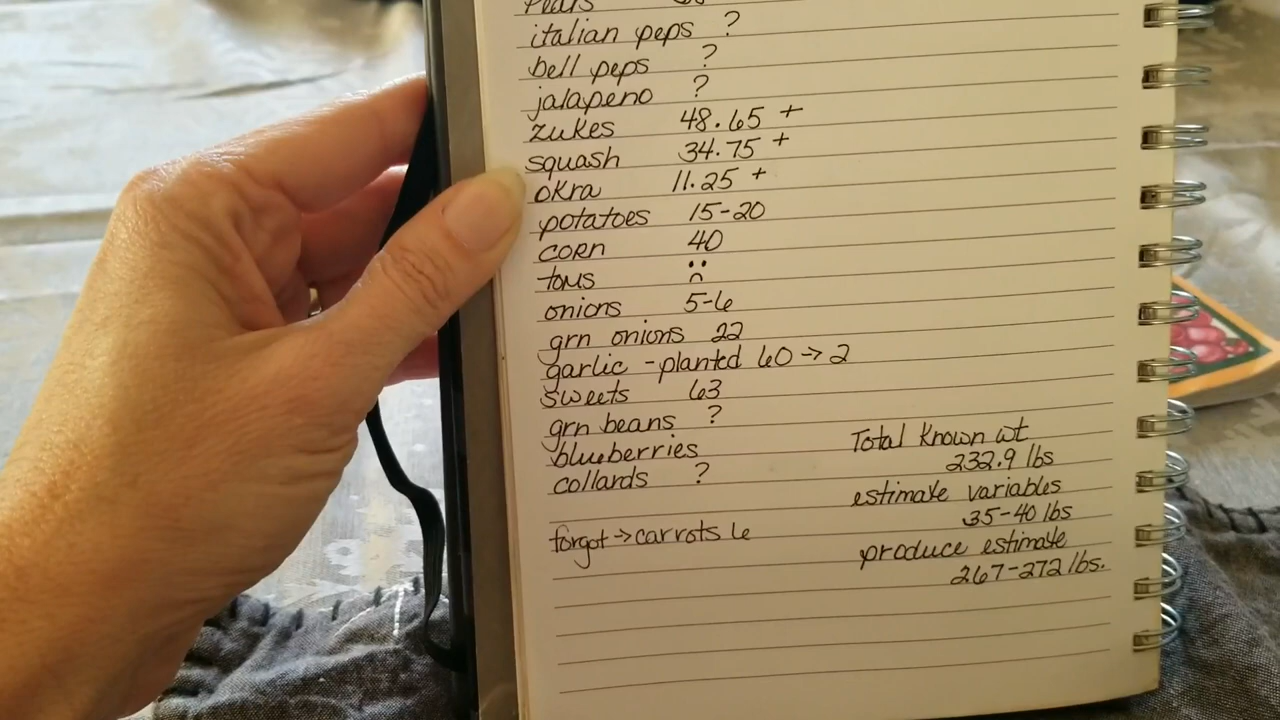 Pears
italian peps ?
bell peps ?
jalapeno ?
zukes 48.65 +
squash 34.75 +
okra 11.25 +
potatoes 15-20
corn 40
toms
onions 5-6
grn onions 22
garlic - planted 60 → 2
sweets 63
grn beans ?
blueberries
collards ?
forgot → carrots 6
Total known wt
232.9 lbs
estimate variables
35-40 lbs
produce estimate
267-272 lbs.